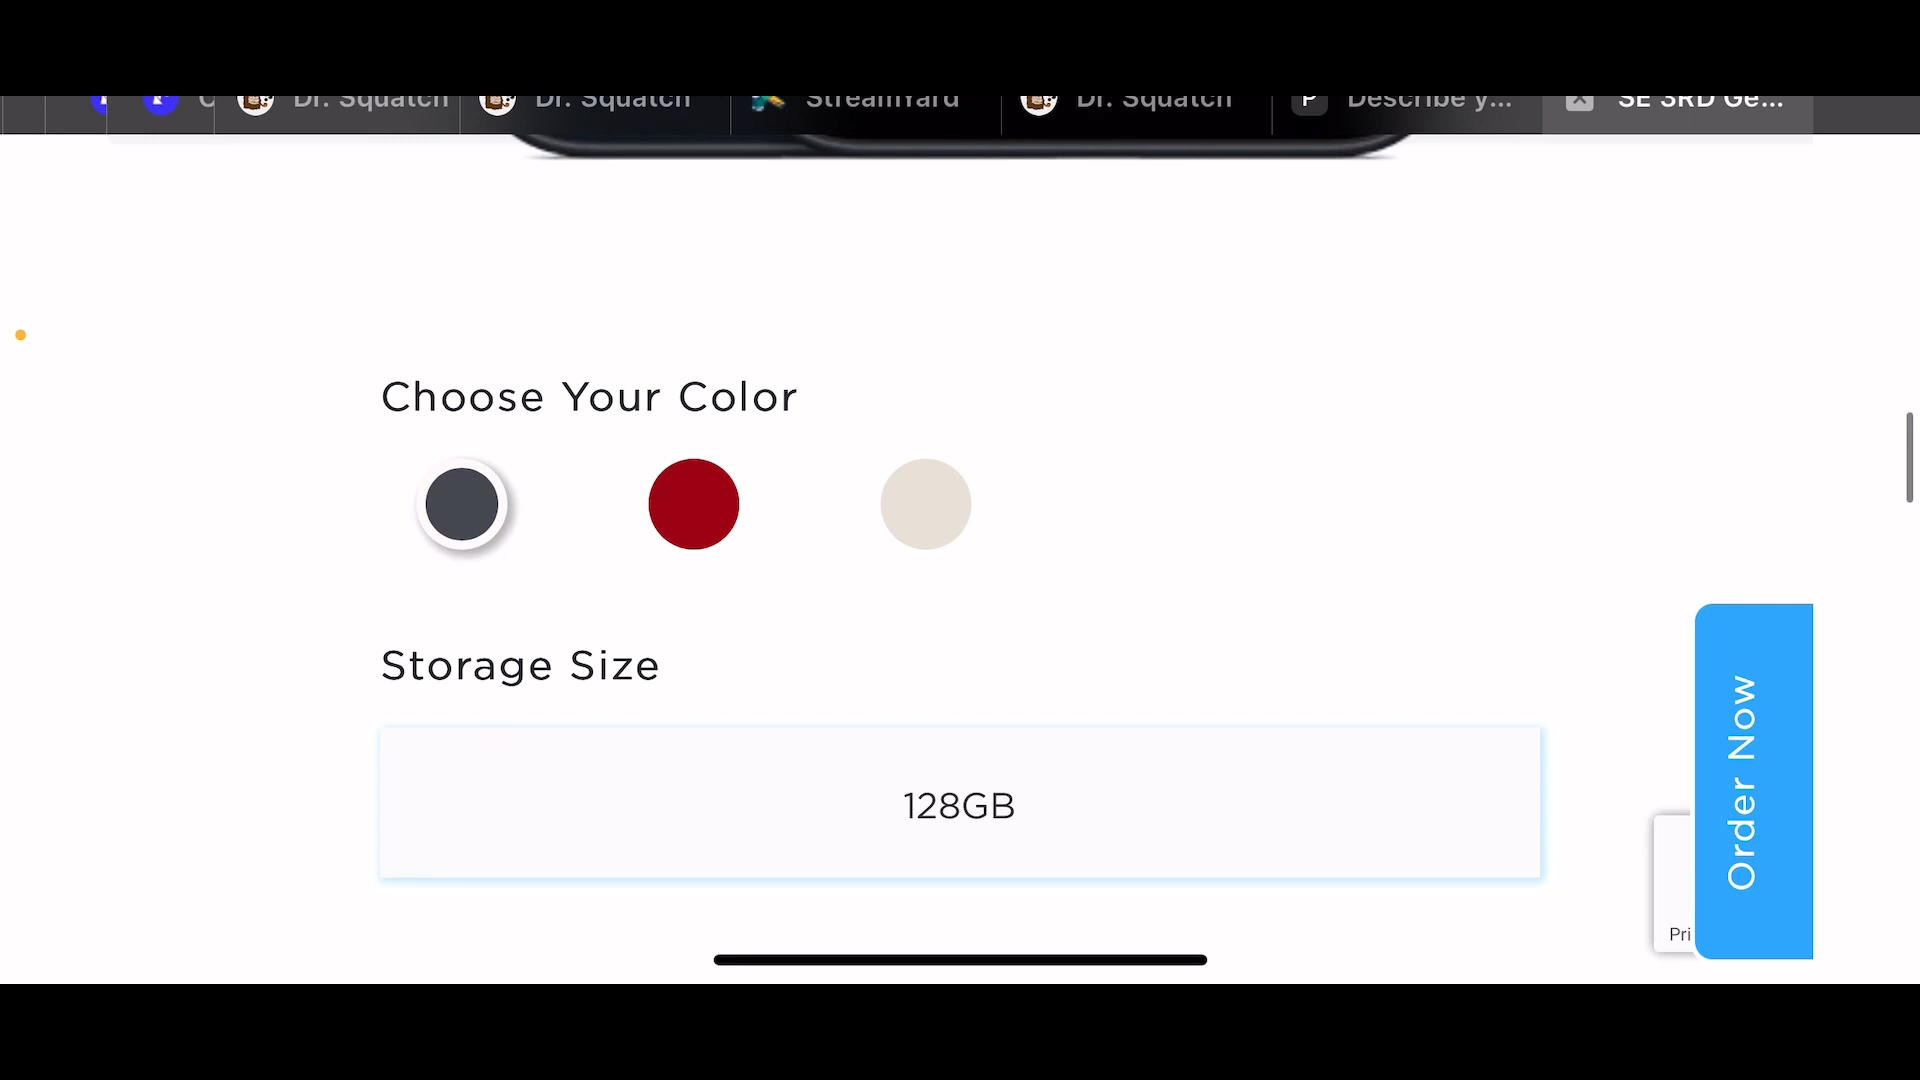 Dr. Squatch
Dr. Squatch
StreamYard
Dr. Squatch
P
Describe y...
SE 3RD Ge...
Choose Your Color
Storage Size
128GB
Order Now
Pri